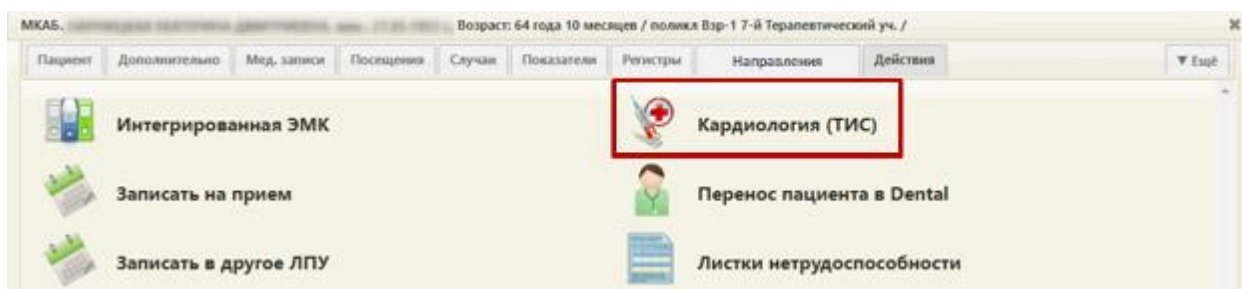 МКАБ, Возраст: 64 года 10 месяцев / поликл Взр-1 7-й Терапевтический уч. /
Пациент Дополнительно Мед. записи Посещения Случаи Показатели Регистры Направления Действия ▼ Ещё
Интегрированная ЭМК Кардиология (ТИС)
Записать на прием Перенос пациента в Dental
Записать в другое ЛПУ Листки нетрудоспособности